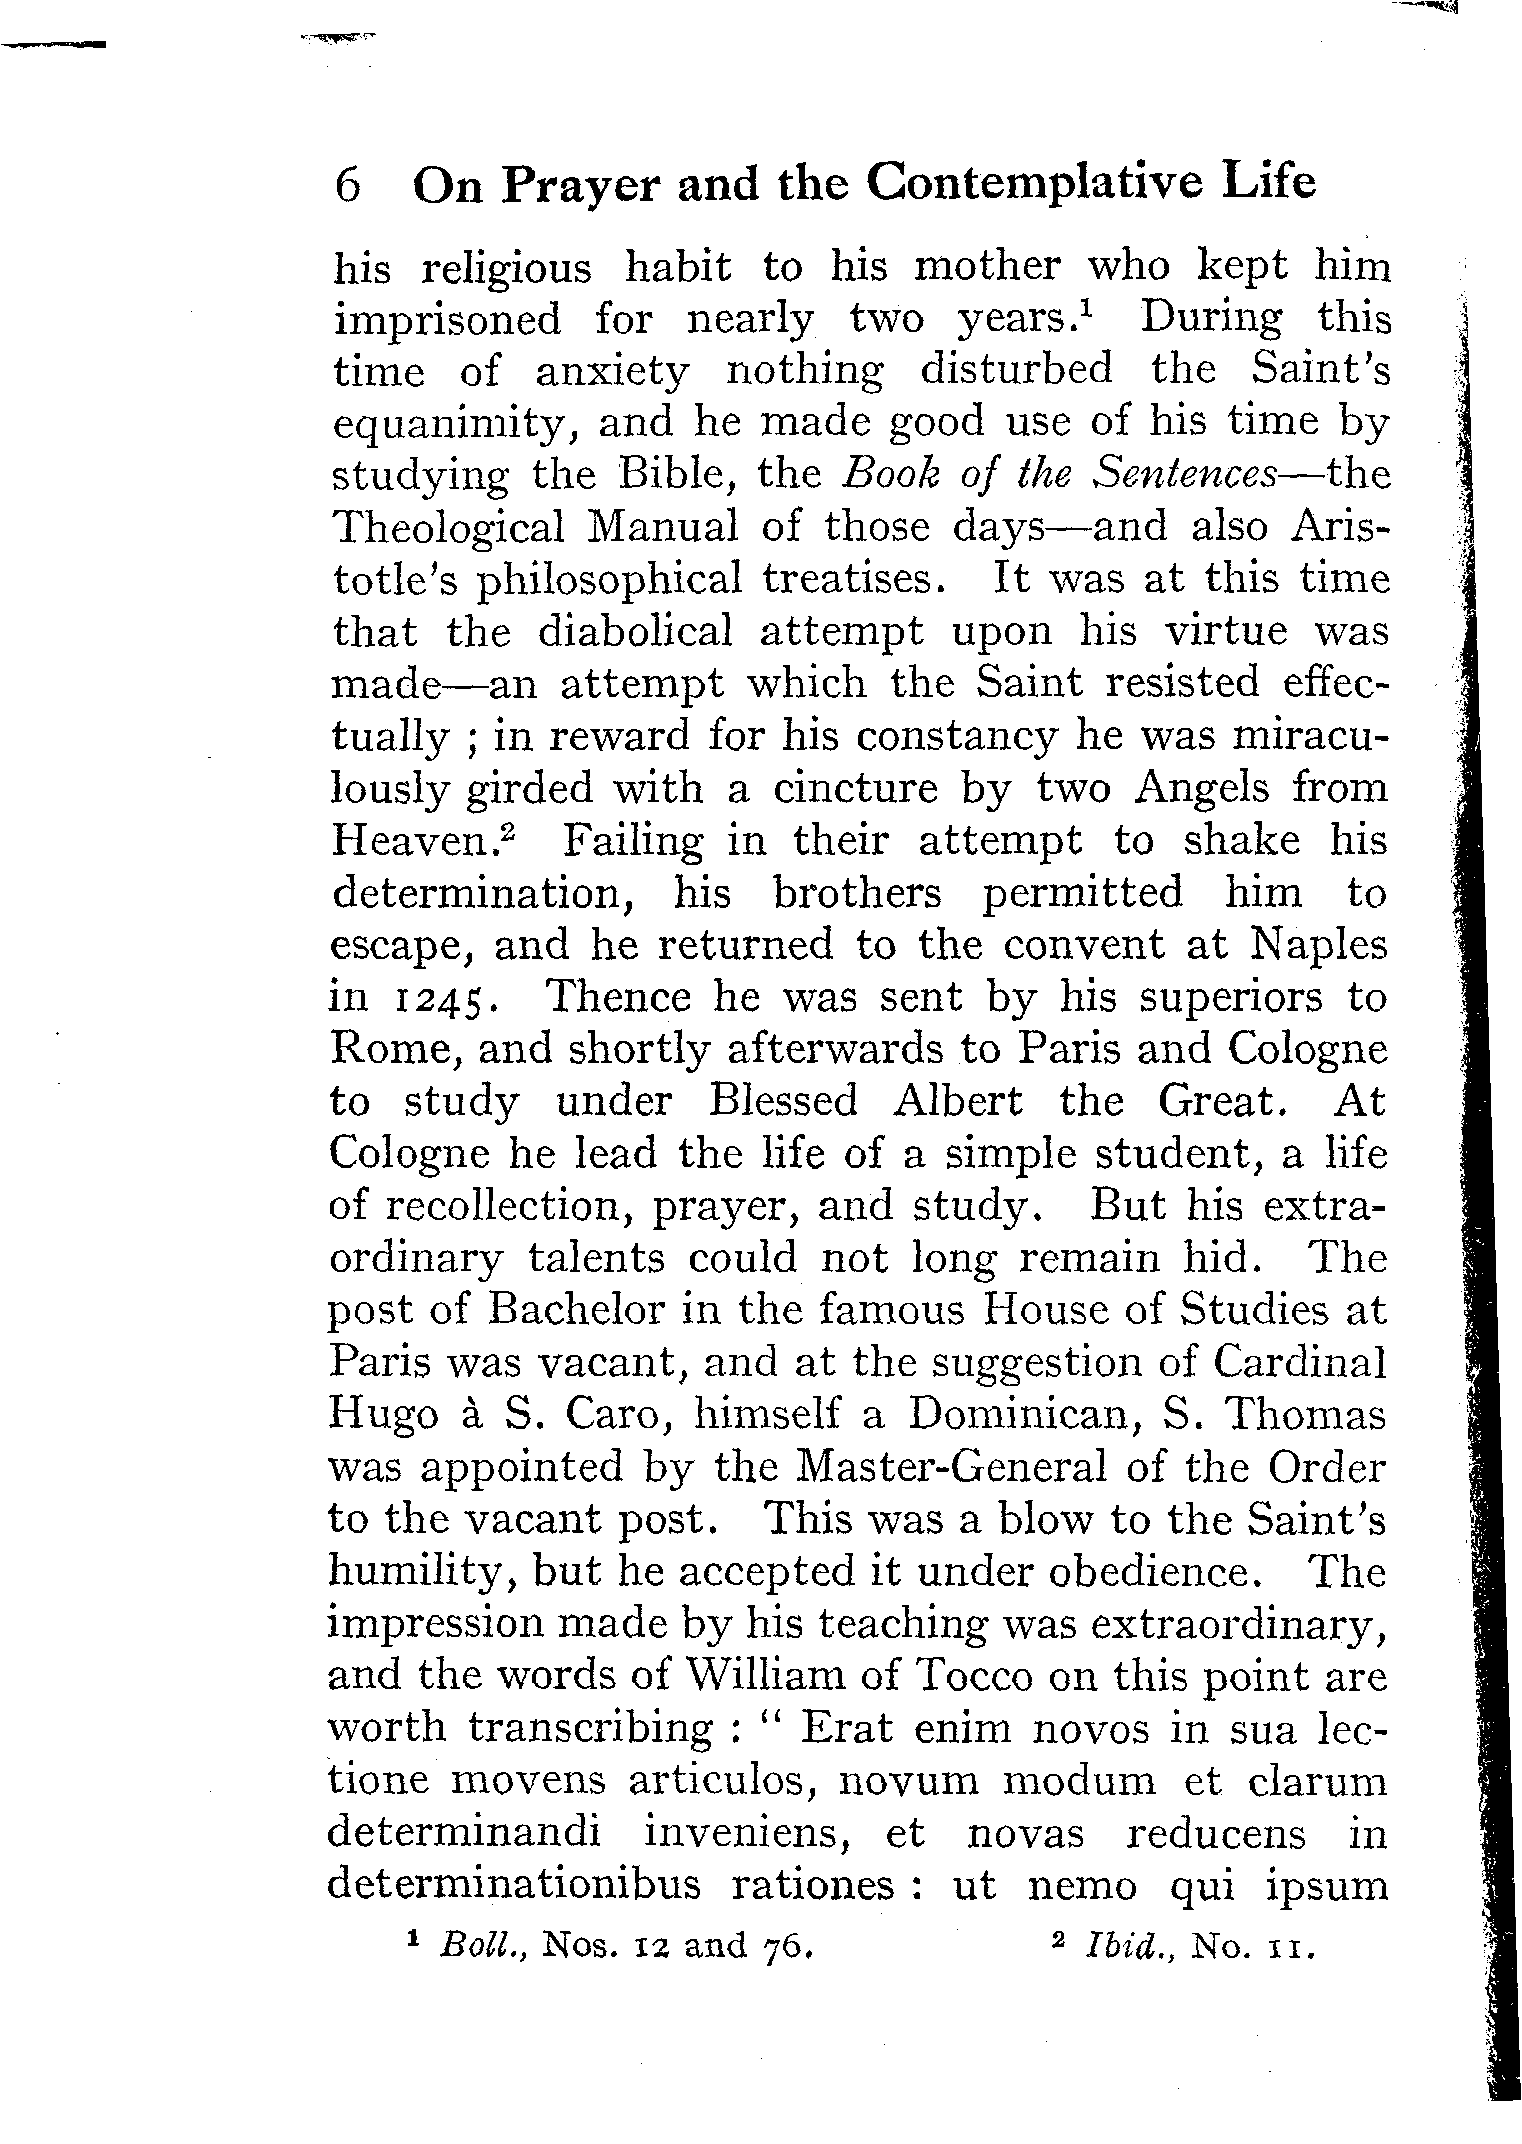 6 On Prayer and the Contemplative Life
his religious habit to his mother who kept him
imprisoned for nearly two years.¹ During this
time of anxiety nothing disturbed the Saint's
equanimity, and he made good use of his time by
studying the Bible, the Book of the Sentences—the
Theological Manual of those days—and also Aris-
totle's philosophical treatises. It was at this time
that the diabolical attempt upon his virtue was
made—an attempt which the Saint resisted effec-
tually ; in reward for his constancy he was miracu-
lously girded with a cincture by two Angels from
Heaven.² Failing in their attempt to shake his
determination, his brothers permitted him to
escape, and he returned to the convent at Naples
in 1245. Thence he was sent by his superiors to
Rome, and shortly afterwards to Paris and Cologne
to study under Blessed Albert the Great. At
Cologne he lead the life of a simple student, a life
of recollection, prayer, and study. But his extra-
ordinary talents could not long remain hid. The
post of Bachelor in the famous House of Studies at
Paris was vacant, and at the suggestion of Cardinal
Hugo à S. Caro, himself a Dominican, S. Thomas
was appointed by the Master-General of the Order
to the vacant post. This was a blow to the Saint's
humility, but he accepted it under obedience. The
impression made by his teaching was extraordinary,
and the words of William of Tocco on this point are
worth transcribing : “ Erat enim novos in sua lec-
tione movens articulos, novum modum et clarum
determinandi inveniens, et novas reducens in
determinationibus rationes : ut nemo qui ipsum
¹ Boll., Nos. 12 and 76. ² Ibid., No. 11.